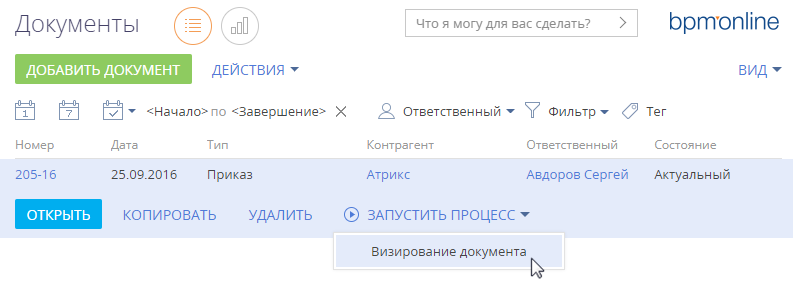 Документы
Что я могу для вас сделать?
bpm'online
ДОБАВИТЬ ДОКУМЕНТ ДЕЙСТВИЯ ВИД
1 7 <Начало> по <Завершение> Ответственный Фильтр Тег
Номер Дата Тип Контрагент Ответственный Состояние
205-16 25.09.2016 Приказ Атрикс Авдоров Сергей Актуальный
ОТКРЫТЬ КОПИРОВАТЬ УДАЛИТЬ ЗАПУСТИТЬ ПРОЦЕСС
Визирование документа